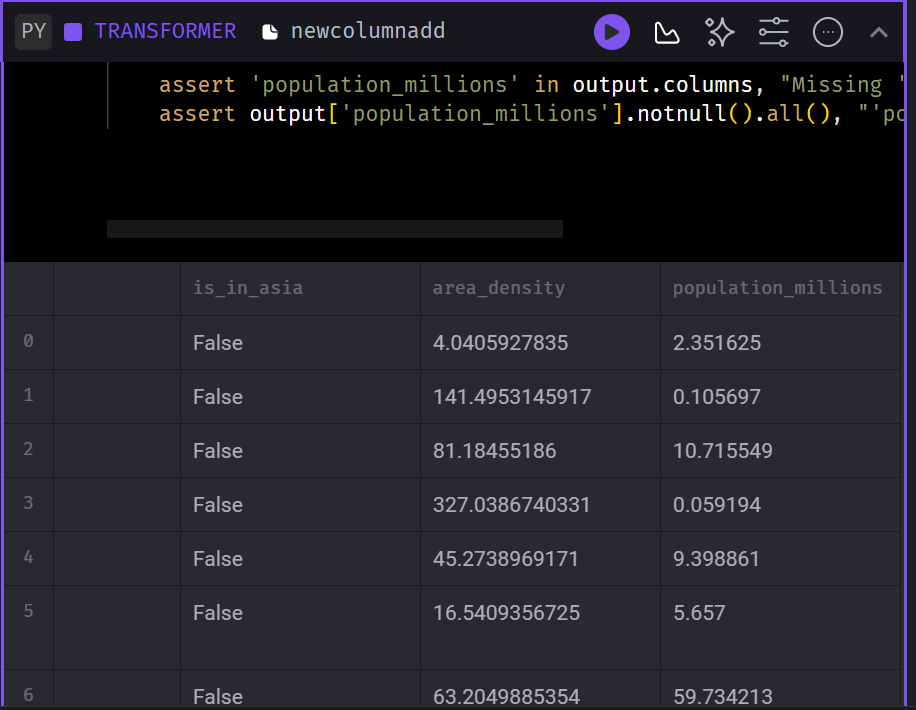 PY TRANSFORMER newcolumnadd
assert 'population_millions' in output.columns, "Missing '
assert output['population_millions'].notnull().all(), "'po
is_in_asia area_density population_millions
0 False 4.0405927835 2.351625
1 False 141.4953145917 0.105697
2 False 81.18455186 10.715549
3 False 327.0386740331 0.059194
4 False 45.2738969171 9.398861
5 False 16.5409356725 5.657
6 False 63.2049885354 59.734213